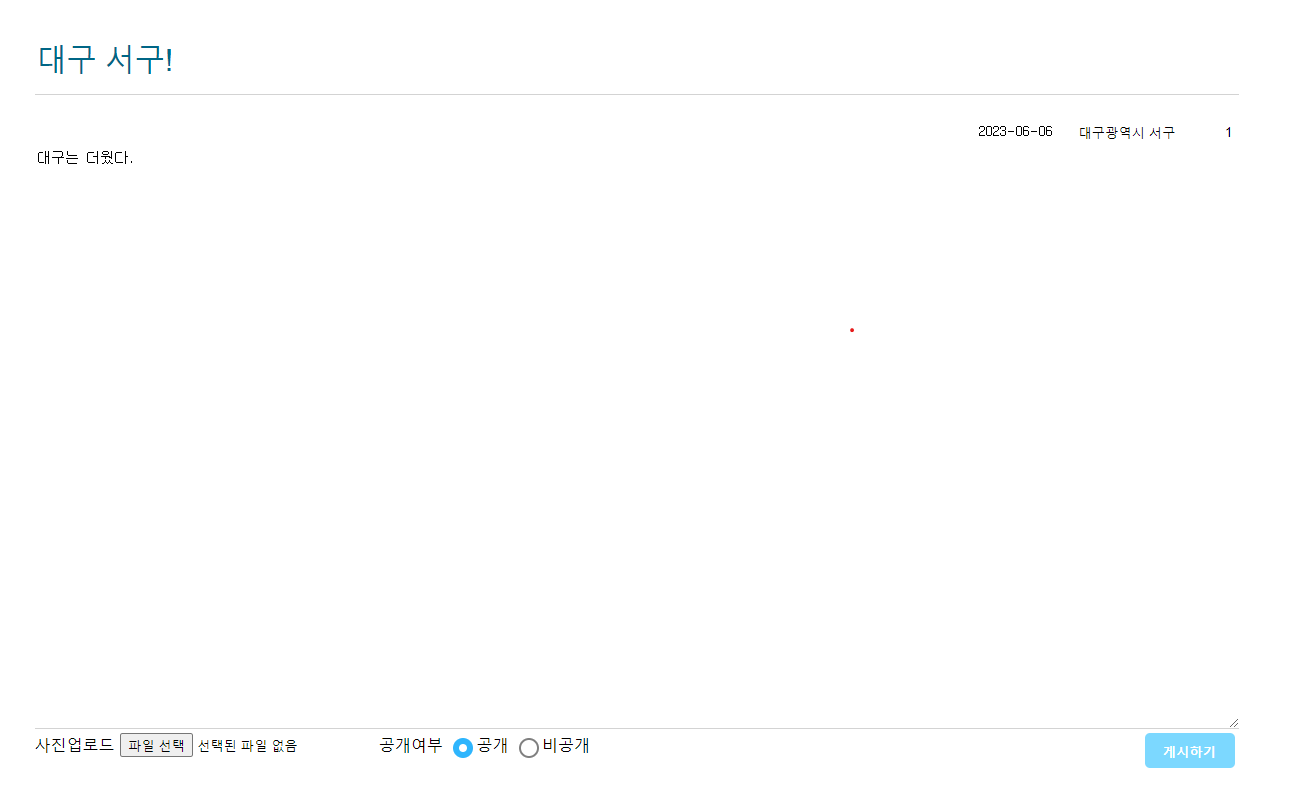 대구 서구!
2023-06-06 대구광역시 서구 1
대구는 더웠다.
사진업로드 파일 선택 선택된 파일 없음 공개여부 공개 비공개 게시하기